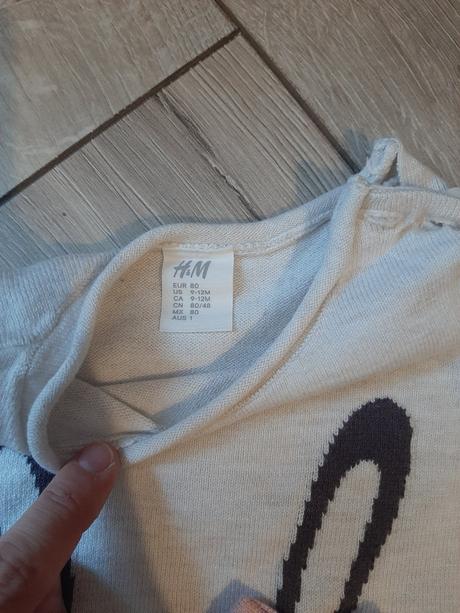 H&M
EUR 80
US 9-12M
CA 9-12M
CN 80/48
MX 80
AUS 1